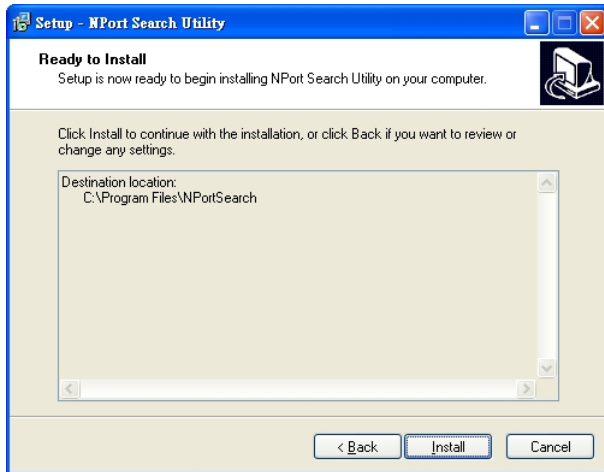 Setup - NPort Search Utility
Ready to Install
Setup is now ready to begin installing NPort Search Utility on your computer.
Click Install to continue with the installation, or click Back if you want to review or
change any settings.
Destination location:
C:\Program Files\NPortSearch
< Back
Install
Cancel